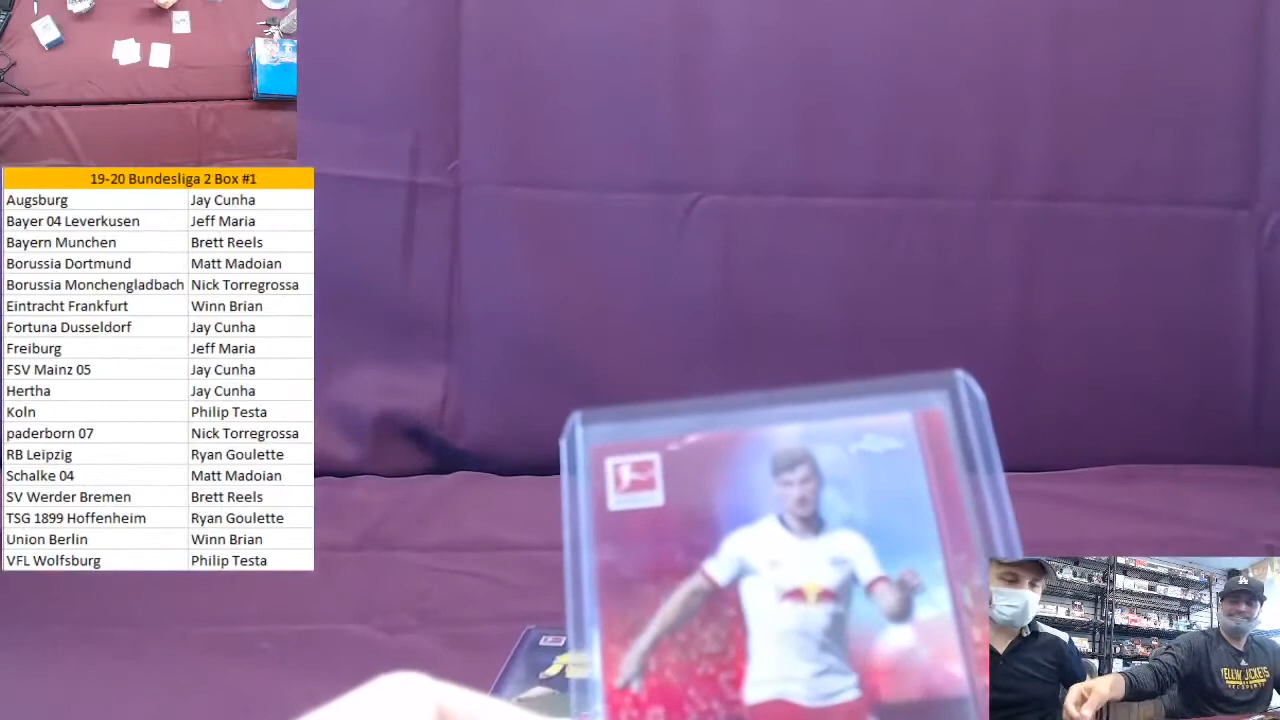 19-20 Bundesliga 2 Box #1
Augsburg Jay Cunha
Bayer 04 Leverkusen Jeff Maria
Bayern Munchen Brett Reels
Borussia Dortmund Matt Madoian
Borussia Monchengladbach Nick Torregrossa
Eintracht Frankfurt Winn Brian
Fortuna Dusseldorf Jay Cunha
Freiburg Jeff Maria
FSV Mainz 05 Jay Cunha
Hertha Jay Cunha
Koln Philip Testa
paderborn 07 Nick Torregrossa
RB Leipzig Ryan Goulette
Schalke 04 Matt Madoian
SV Werder Bremen Brett Reels
TSG 1899 Hoffenheim Ryan Goulette
Union Berlin Winn Brian
VFL Wolfsburg Philip Testa
LA
YELLIN' JACKETS